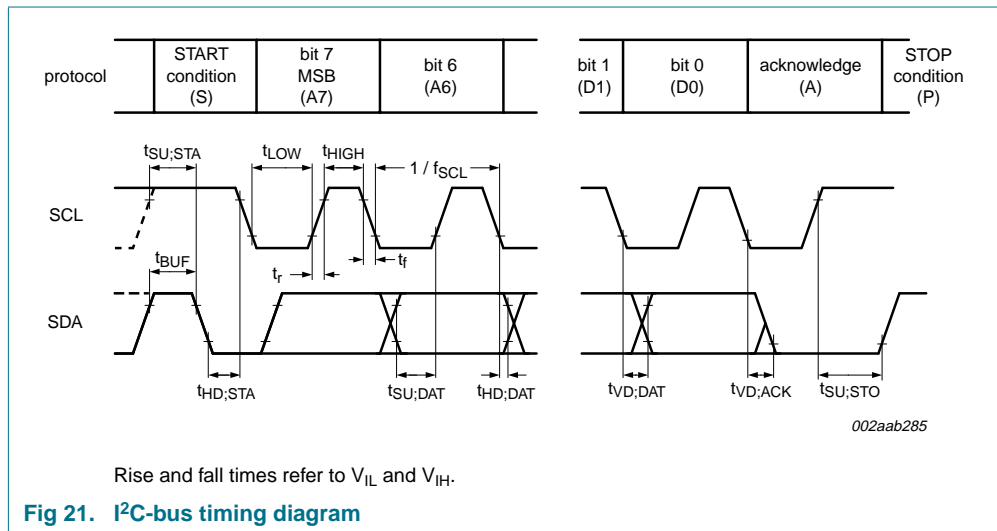 protocol
START
condition
(S)
bit 7
MSB
(A7)
bit 6
(A6)
bit 1
(D1)
bit 0
(D0)
acknowledge
(A)
STOP
condition
(P)
tSU;STA
tLOW
tHIGH
1 / fSCL
SCL
tBUF
tr
tf
SDA
tHD;STA
tSU;DAT
tHD;DAT
tVD;DAT
tVD;ACK
tSU;STO
002aab285
Rise and fall times refer to VIL and VIH.
Fig 21. I²C-bus timing diagram